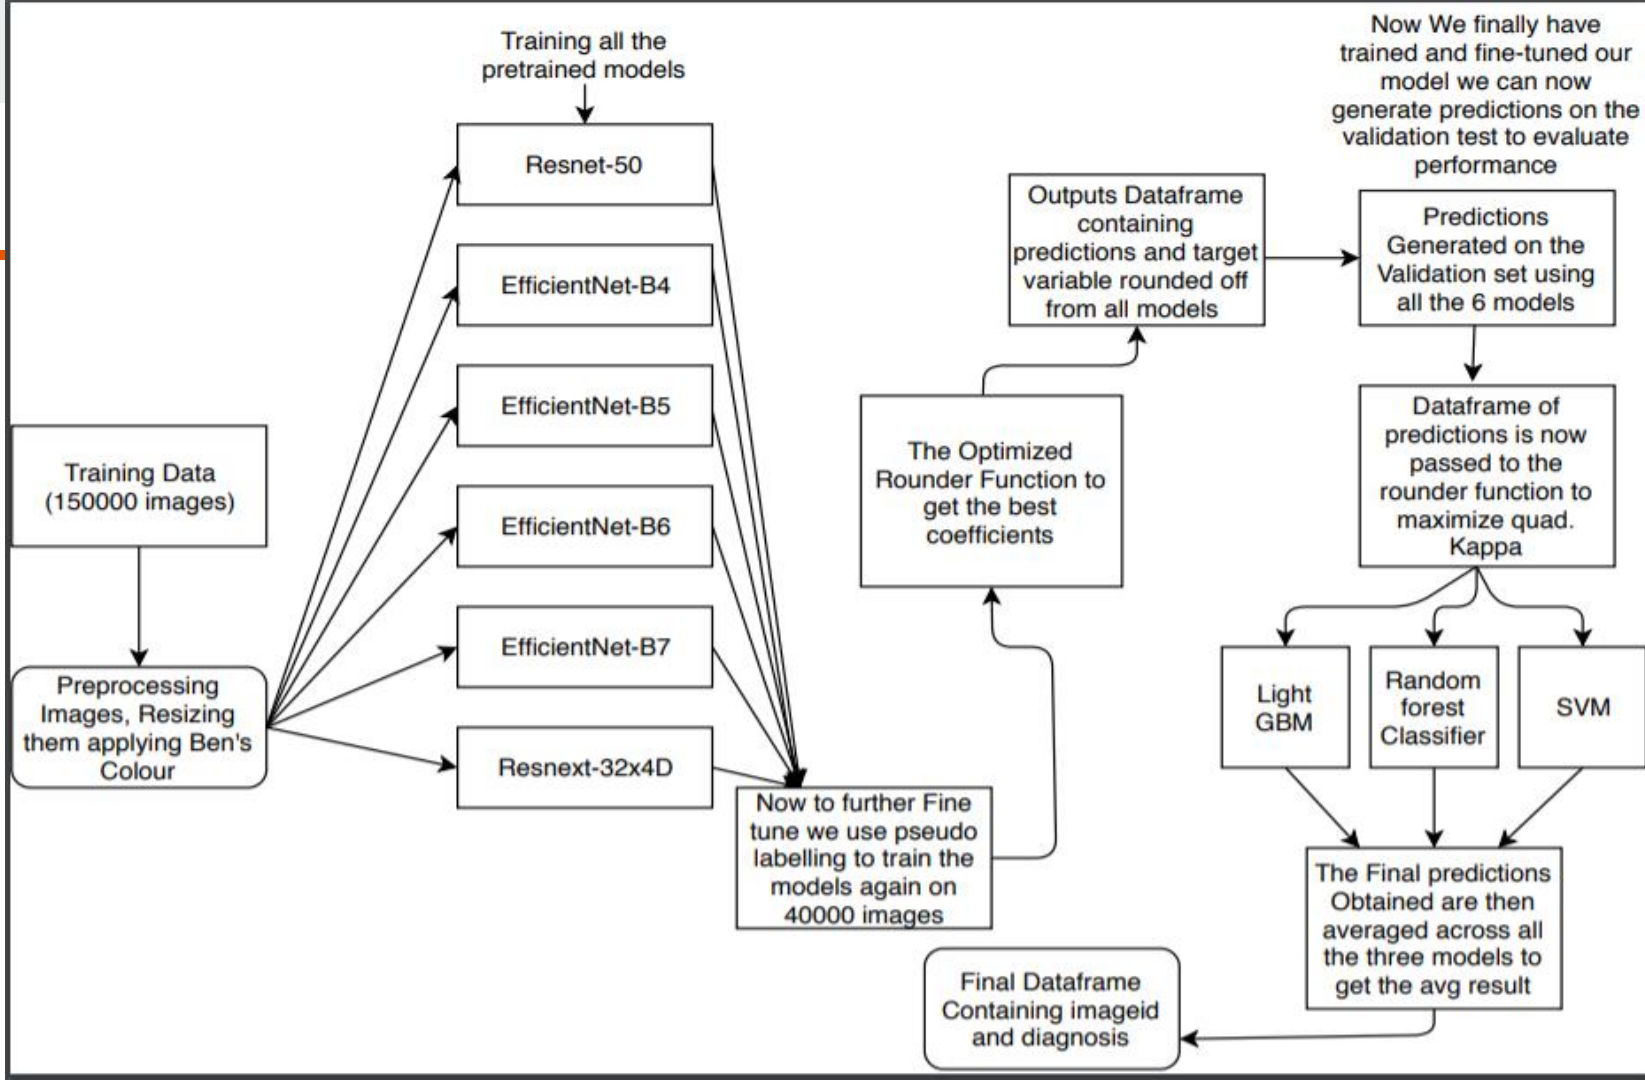 Training all the
pretrained models
Resnet-50
EfficientNet-B4
EfficientNet-B5
EfficientNet-B6
EfficientNet-B7
Resnext-32x4D
Training Data
(150000 images)
Preprocessing
Images, Resizing
them applying Ben's
Colour
Now to further Fine
tune we use pseudo
labelling to train the
models again on
40000 images
The Optimized
Rounder Function to
get the best
coefficients
Outputs Dataframe
containing
predictions and target
variable rounded off
from all models
Now We finally have
trained and fine-tuned our
model we can now
generate predictions on the
validation test to evaluate
performance
Predictions
Generated on the
Validation set using
all the 6 models
Dataframe of
predictions is now
passed to the
rounder function to
maximize quad.
Kappa
Light
GBM
Random
forest
Classifier
SVM
The Final predictions
Obtained are then
averaged across all
the three models to
get the avg result
Final Dataframe
Containing imageid
and diagnosis